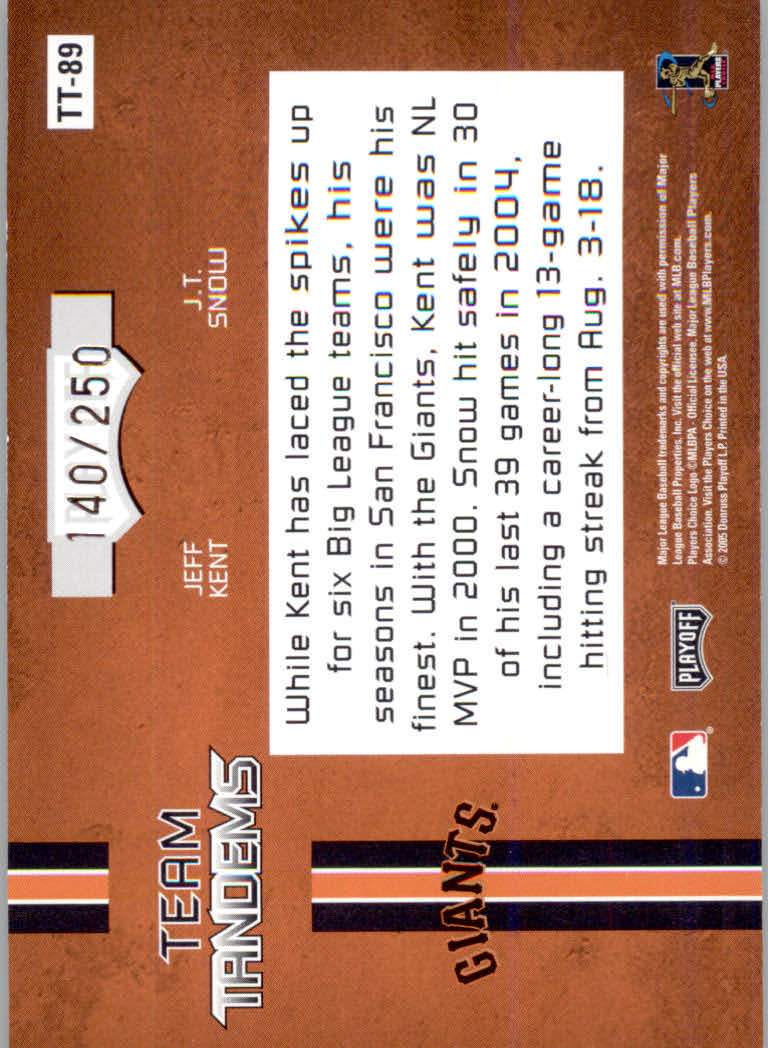 TT-89
140/250
JEFF
KENT
J.T.
SNOW
TEAM
TANDEMS
While Kent has laced the spikes up
for six Big League teams, his
seasons in San Francisco were his
finest. With the Giants, Kent was NL
MVP in 2000. Snow hit safely in 30
of his last 39 games in 2004,
including a career-long 13-game
hitting streak from Aug. 3-18.
GIANTS
PLAYOFF
Major League Baseball trademarks and copyrights are used with permission of Major
League Baseball Properties, Inc. Visit the official web site at MLB.com.
Players Choice Logo © MLBPA - Official Licensee, Major League Baseball Players
Association. Visit the Players Choice on the web at www.MLBPlayers.com.
© 2005 Donruss Playoff L.P. Printed in the USA
PLAYERS